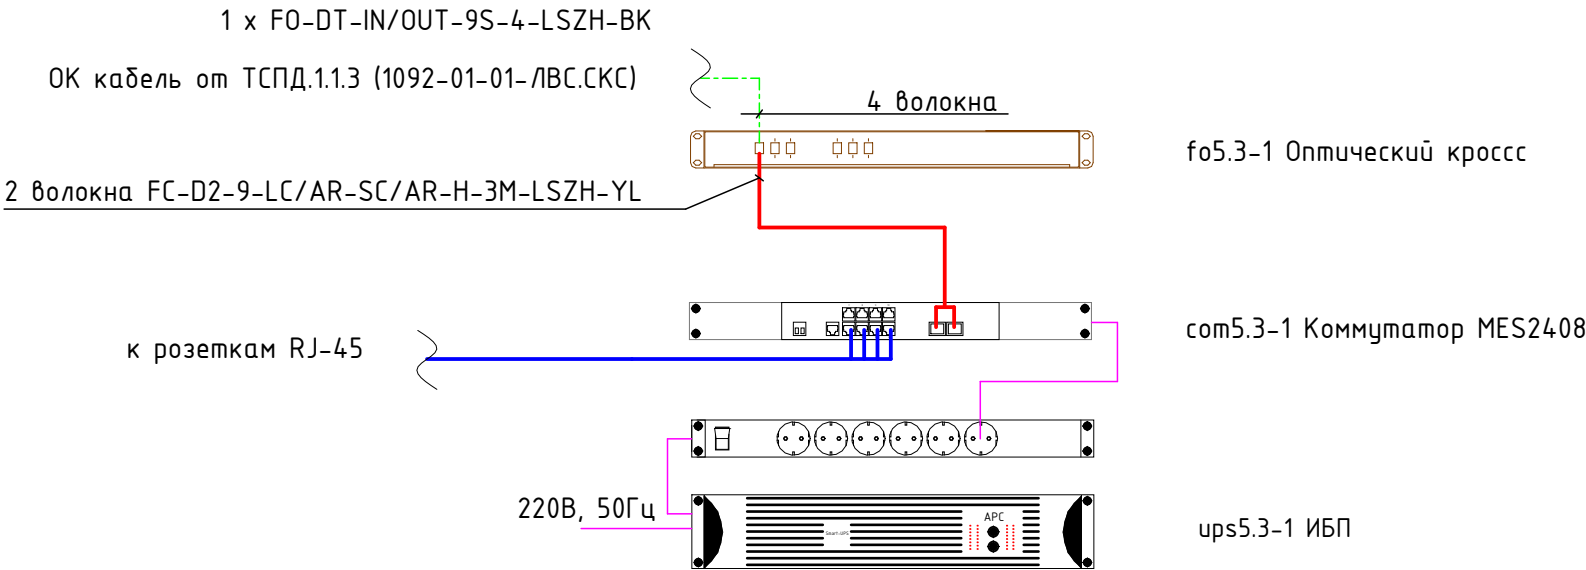 1 x FO-DT-IN/OUT-9S-4-LSZH-BK
ОК кабель от ТСПД.1.1.3 (1092-01-01-ЛВС.СКС)
4 волокна
fo5.3-1 Оптический кроссс
2 волокна FC-D2-9-LC/AR-SC/AR-H-3M-LSZH-YL
com5.3-1 Коммутатор MES2408
к розеткам RJ-45
220В, 50Гц
APC
Smart-UPS
ups5.3-1 ИБП